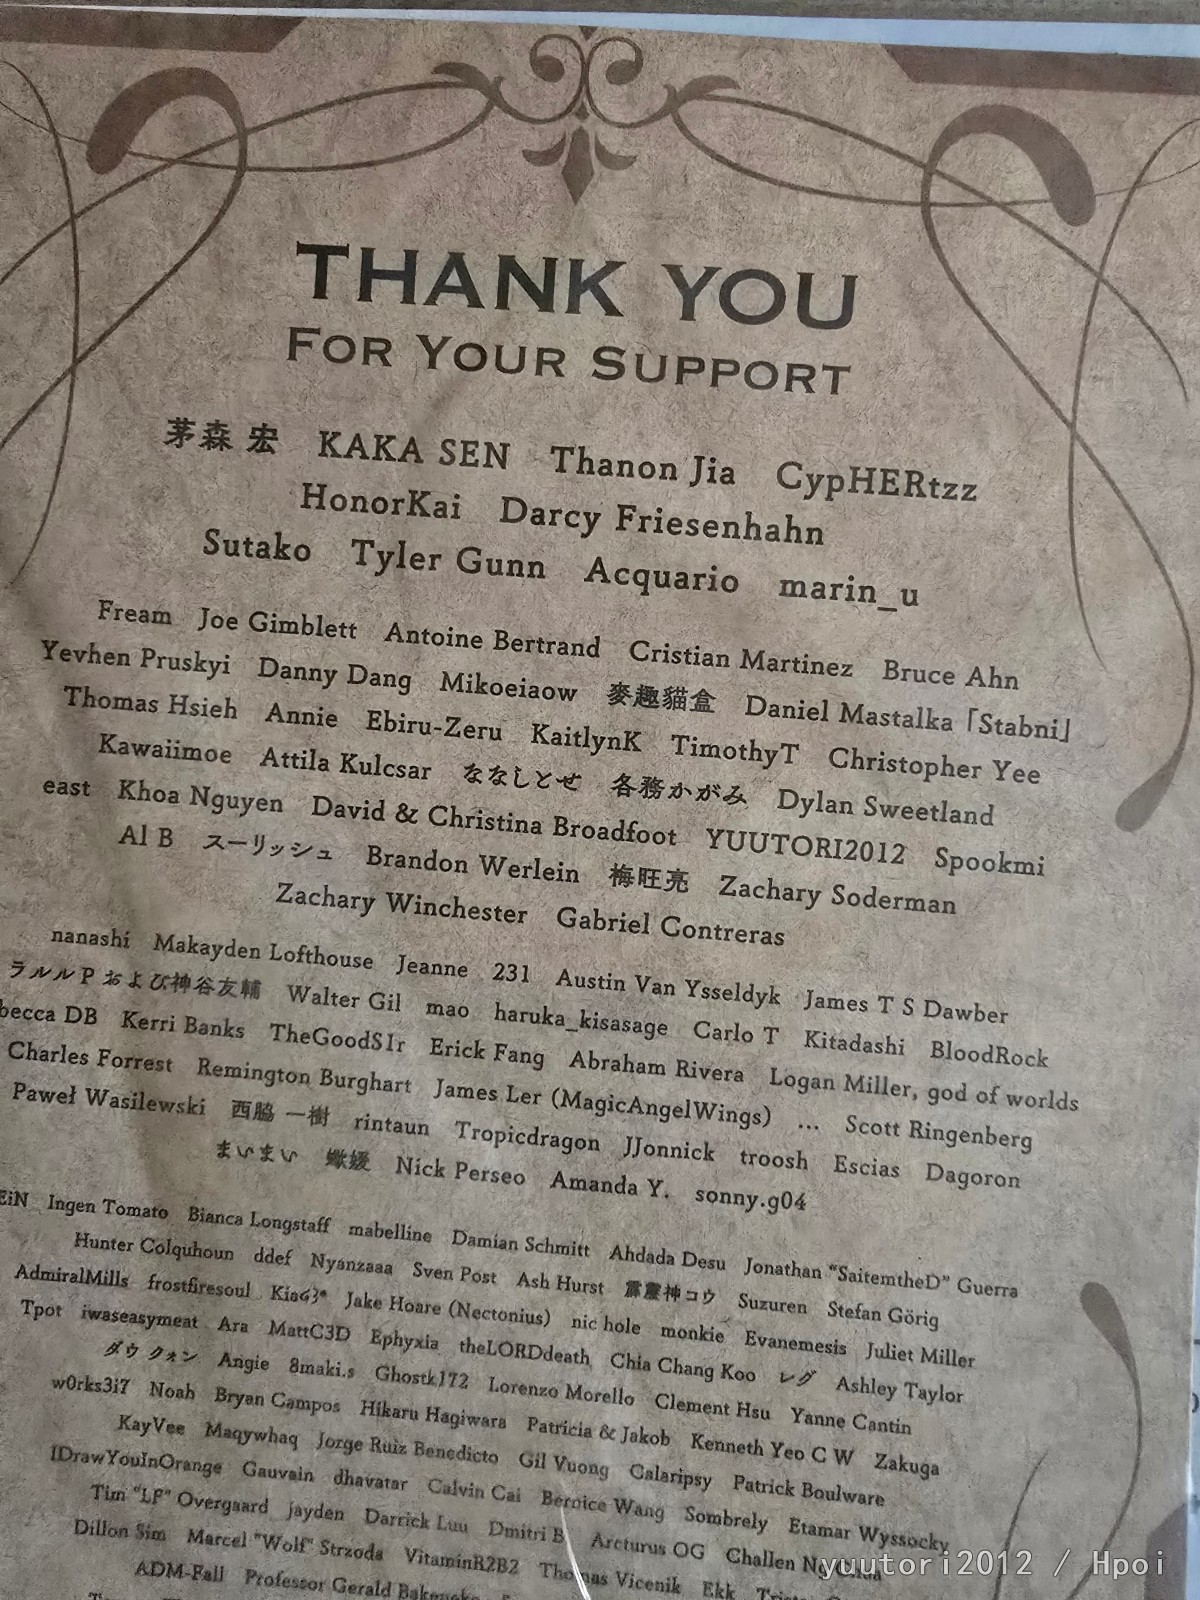 THANK YOU
FOR YOUR SUPPORT
茅森 宏 KAKA SEN Thanon Jia CypHERtzz
HonorKai Darcy Friesenhahn
Sutako Tyler Gunn Acquario marin_u
Fream Joe Gimblett Antoine Bertrand Cristian Martinez Bruce Ahn
Yevhen Pruskyi Danny Dang Mikoeiaow 麥趣貓盒 Daniel Mastalka「Stabni」
Thomas Hsieh Annie Ebiru-Zeru KaitlynK TimothyT Christopher Yee
Kawaiimoe Attila Kulcsar ななしとせ 各務かがみ Dylan Sweetland
east Khoa Nguyen David & Christina Broadfoot YUUTORI2012 Spookmi
Al B スーリッシュ Brandon Werlein 梅旺亮 Zachary Soderman
Zachary Winchester Gabriel Contreras
nanashi Makayden Lofthouse Jeanne 231 Austin Van Ysseldyk James T S Dawber
ラルルP および神谷友輔 Walter Gil mao haruka_kisasage Carlo T Kitadashi BloodRock
becca DB Kerri Banks TheGoodS1r Erick Fang Abraham Rivera Logan Miller, god of worlds
Charles Forrest Remington Burghart James Ler (MagicAngelWings) ... Scott Ringenberg
Paweł Wasilewski 西脇 一樹 rintaun Tropicdragon JJonnick troosh Escias Dagoron
まいまい Nick Perseo Amanda Y. sonny.g04
EiN Ingen Tomato Bianca Longstaff mabelline Damian Schmitt Ahdada Desu Jonathan “SaitemtheD” Guerra
Hunter Colquhoun ddef Nyanzaaa Sven Post Ash Hurst 霹靂神コウ Suzuren Stefan Görig
AdmiralMills frostfiresoul Jake Hoare (Nectonius) nic hole monkie Evanemesis Juliet Miller
Tpot iwaseasymeat Ara MattC3D Ephyxia theLORDdeath Chia Chang Koo レグ Ashley Taylor
ダウ クォン Angie 8maki.s Ghostk172 Lorenzo Morello Clement Hsu Yanne Cantin
w0rks3i7 Noah Bryan Campos Hikaru Hagiwara Patricia & Jakob Kenneth Yeo C W Zakuga
KayVee Maqywhaq Jorge Ruiz Benedicto Gil Vuong Calaripsy Patrick Boulware
IDrawYouInOrange Gauvain dhavatar Calvin Cai Bernice Wang Sombrely Etamar Wyssocky
Tim "LF" Overgaard jayden Darrick Luu Dmitri B Arcturus OG Challen
Dillon Sim Marcel "Wolf" Strzoda VitaminR2B2 Thomas Vicenik Ekk
ADM-Fall Professor Gerald
yuutori2012 / Hpoi